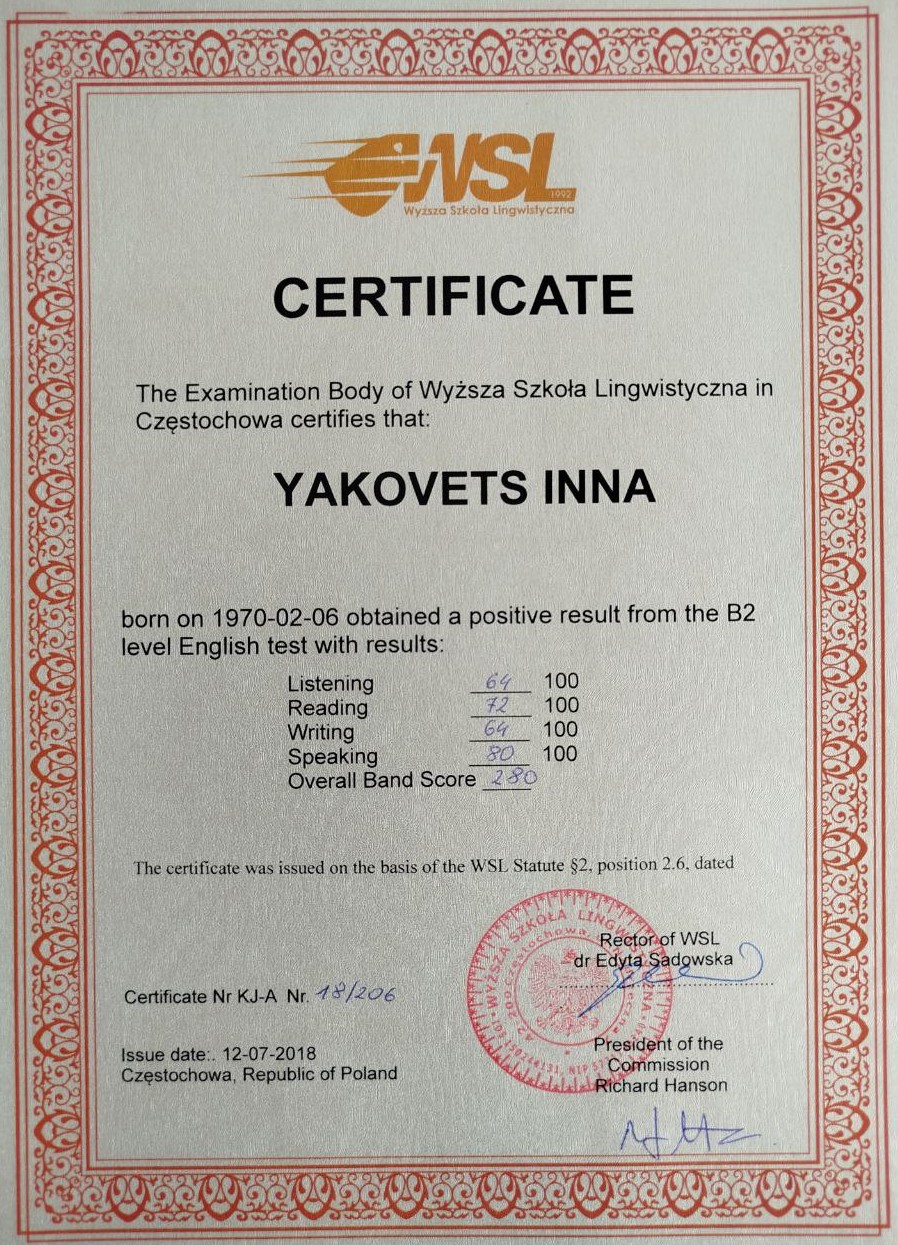 WSL
1992
Wyższa Szkoła Lingwistyczna
CERTIFICATE
The Examination Body of Wyższa Szkoła Lingwistyczna in
Częstochowa certifies that:
YAKOVETS INNA
born on 1970-02-06 obtained a positive result from the B2
level English test with results:
Listening 64 100
Reading 72 100
Writing 64 100
Speaking 80 100
Overall Band Score 280
The certificate was issued on the basis of the WSL Statute §2, position 2.6, dated
WYŻSZA SZKOŁA LINGWISTYCZNA
Rector of WSL
dr Edyta Sadowska
Certificate Nr KJ-A Nr. 18/206
Issue date:. 12-07-2018
Częstochowa, Republic of Poland
President of the
Commission
Richard Hanson